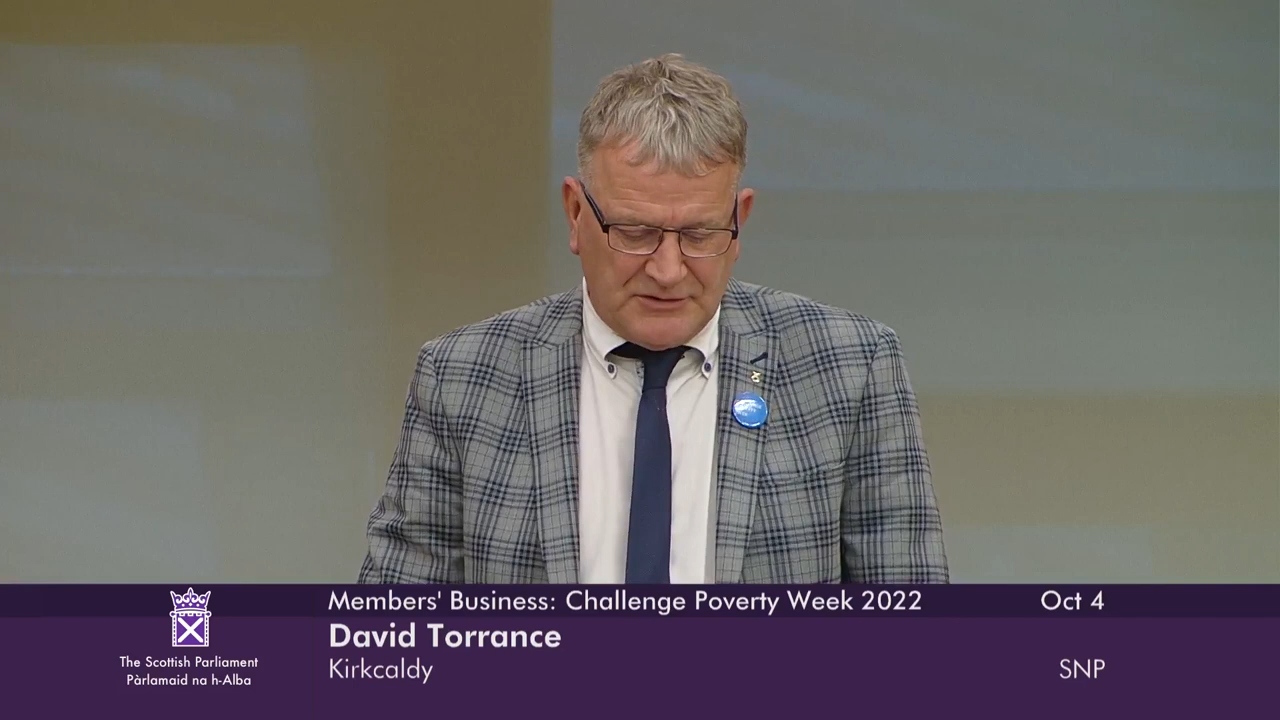 Members' Business: Challenge Poverty Week 2022 Oct 4
David Torrance
Kirkcaldy SNP
The Scottish Parliament
Pàrlamaid na h-Alba